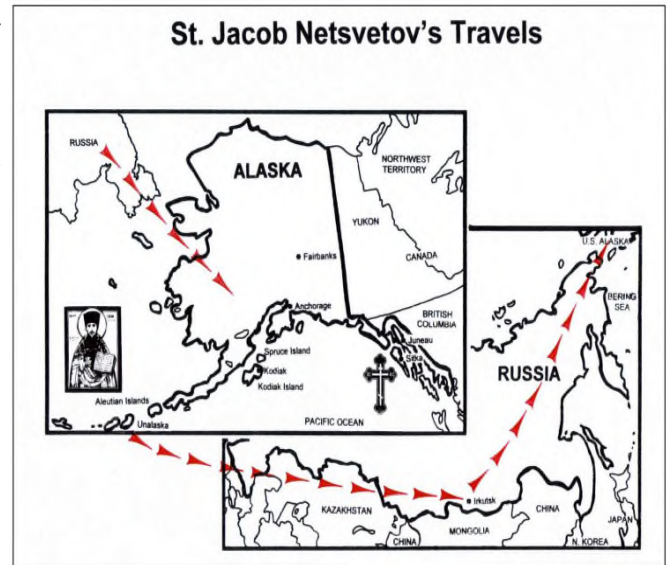 St. Jacob Netsvetov's Travels
RUSSIA
ALASKA
NORTHWEST
TERRITORY
YUKON
CANADA
Fairbanks
Anchorage
BRITISH
COLUMBIA
Juneau
Sitka
Spruce Island
Kodiak
Kodiak Island
Aleutian Islands
Unalaska
PACIFIC OCEAN
U.S. ALASKA
BERING
SEA
RUSSIA
Irkutsk
KAZAKHSTAN
CHINA
MONGOLIA
CHINA
N. KOREA
JAPAN